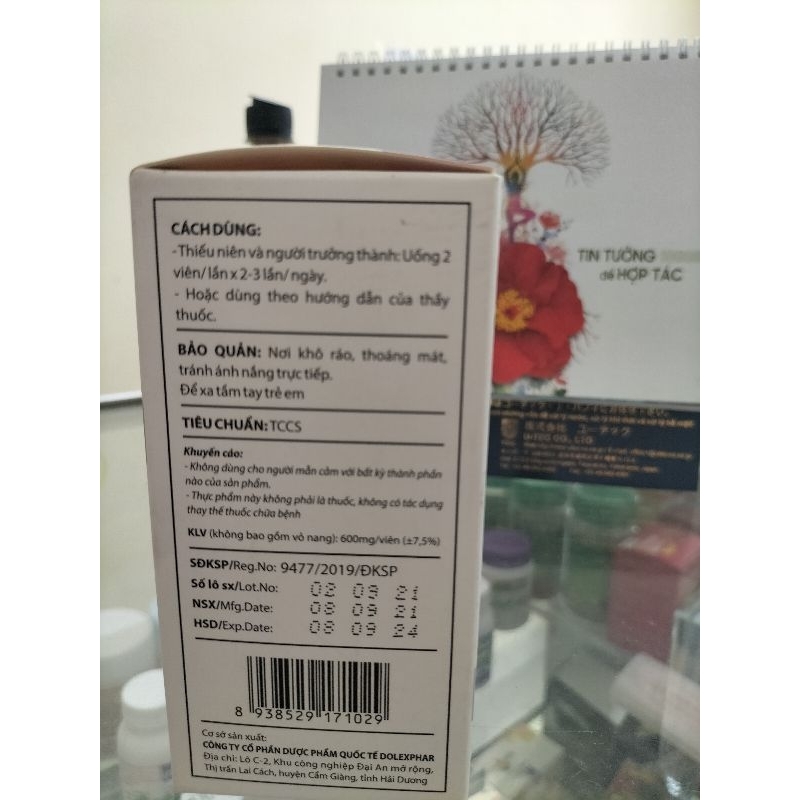 CÁCH DÙNG:
-Thiếu niên và người trưởng thành: Uống 2
viên/ lần x 2-3 lần/ ngày.
- Hoặc dùng theo hướng dẫn của thầy
thuốc.
BẢO QUẢN: Nơi khô ráo, thoáng mát,
tránh ánh nắng trực tiếp.
Để xa tầm tay trẻ em
TIÊU CHUẨN: TCCS
Khuyến cáo:
- Không dùng cho người mẫn cảm với bất kỳ thành phần
nào của sản phẩm.
- Thực phẩm này không phải là thuốc, không có tác dụng
thay thế thuốc chữa bệnh
KLV (không bao gồm vỏ nang): 600mg/viên (±7,5%)
SĐKSP/Reg.No: 9477/2019/ĐKSP
Số lô sx/Lot.No: 02 09 21
NSX/Mfg.Date: 08 09 21
HSD/Exp.Date: 08 09 24
8 938529 171029
Cơ sở sản xuất:
CÔNG TY CỔ PHẦN DƯỢC PHẨM QUỐC TẾ DOLEXPHAR
Địa chỉ: Lô C-2, Khu công nghiệp Đại An mở rộng,
Thị trấn Lai Cách, huyện Cẩm Giàng, tỉnh Hải Dương
TIN TƯỞNG
để HỢP TÁC